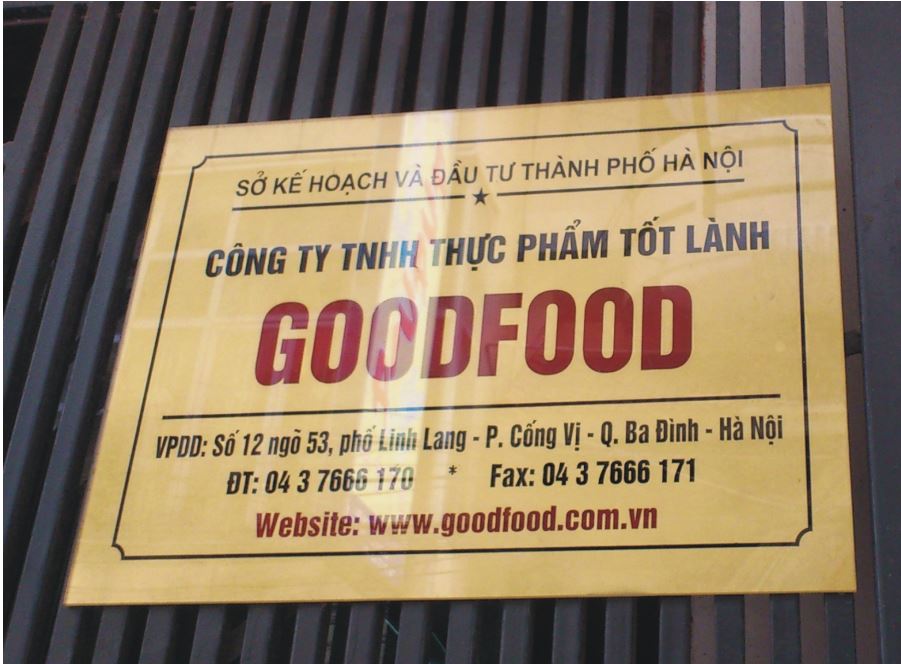 SỞ KẾ HOẠCH VÀ ĐẦU TƯ THÀNH PHỐ HÀ NỘI
CÔNG TY TNHH THỰC PHẨM TỐT LÀNH
GOODFOOD
VPDD: Số 12 ngõ 53, phố Linh Lang - P. Cống Vị - Q. Ba Đình - Hà Nội
ĐT: 04 3 7666 170 * Fax: 04 3 7666 171
Website: www.goodfood.com.vn